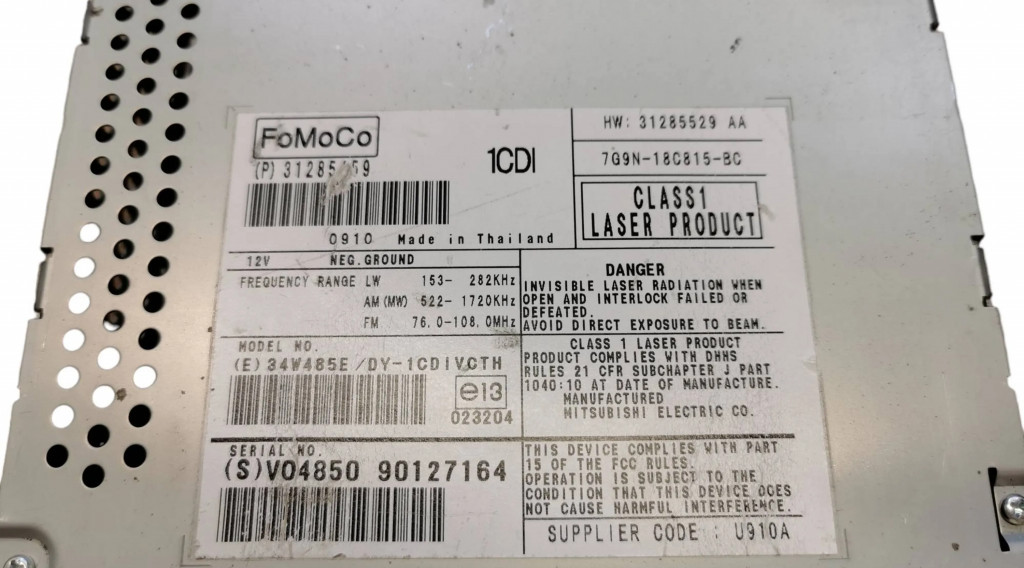 FoMoCo
1CDI
0910 Made in Thailand
HW: 31285529 AA
7G9N-18C815-BC
CLASS1
LASER PRODUCT
12V NEG.GROUND
FREQUENCY RANGE LW 153- 282KHz
AM (MW) 522- 1720KHz
FM 76.0-108.0MHz
DANGER
INVISIBLE LASER RADIATION WHEN
OPEN AND INTERLOCK FAILED OR
DEFEATED.
AVOID DIRECT EXPOSURE TO BEAM.
MODEL NO.
(E) 34W485E /DY-1CDIVCTH
e13
023204
CLASS 1 LASER PRODUCT
PRODUCT COMPLIES WITH DHHS
RULES 21 CFR SUBCHAPTER J PART
1040:10 AT DATE OF MANUFACTURE.
MANUFACTURED
MITSUBISHI ELECTRIC CO.
SERIAL NO.
(S)VO4850 90127164
THIS DEVICE COMPLIES WITH PART
15 OF THE FCC RULES.
OPERATION IS SUBJECT TO THE
CONDITION THAT THIS DEVICE DOES
NOT CAUSE HARMFUL INTERFERENCE.
SUPPLIER CODE : U910A